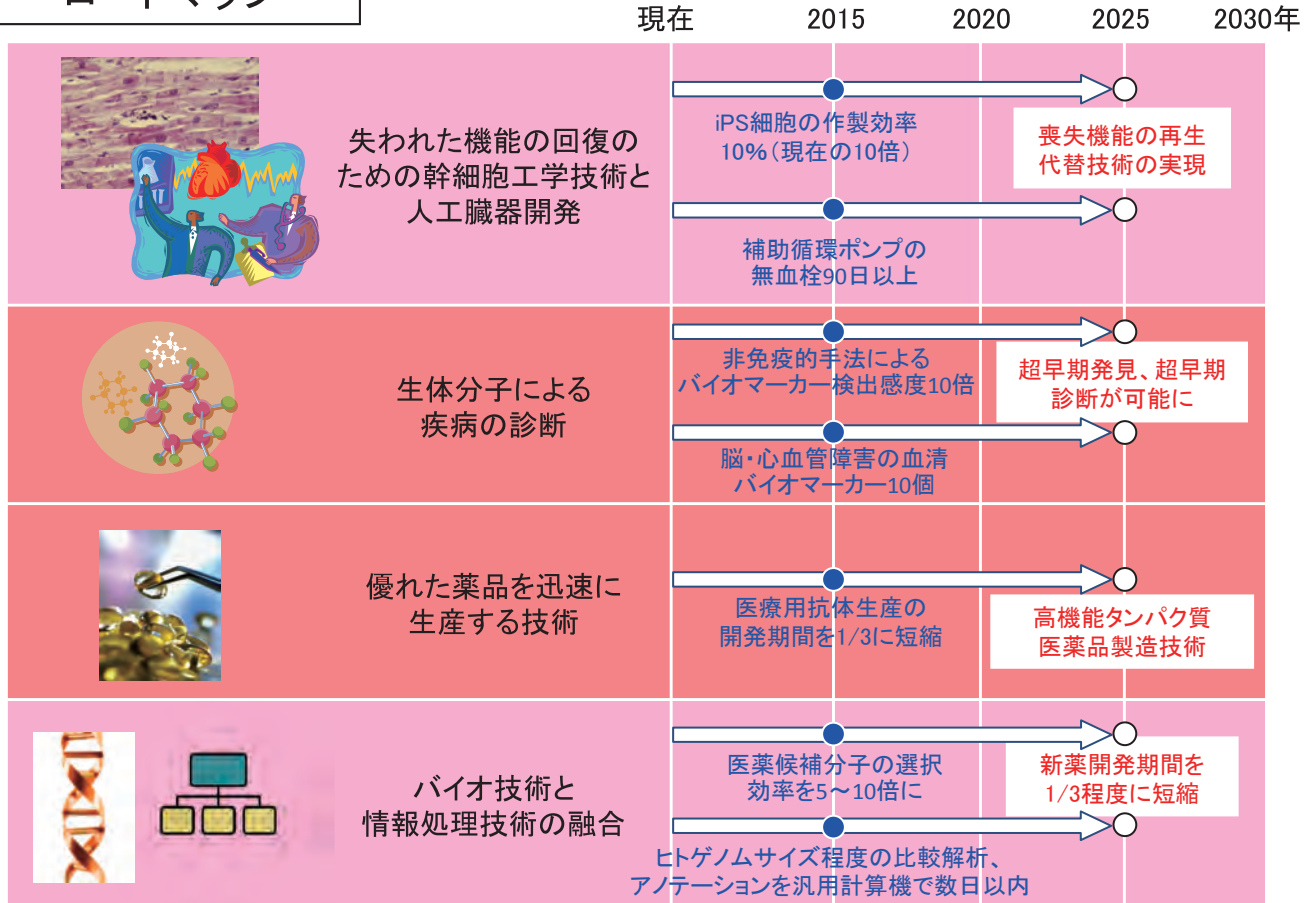 ロードマップ
現在 2015 2020 2025 2030年
失われた機能の回復の
ための幹細胞工学技術と
人工臓器開発
iPS細胞の作製効率
10%（現在の10倍）
喪失機能の再生
代替技術の実現
補助循環ポンプの
無血栓90日以上
生体分子による
疾病の診断
非免疫的手法による
バイオマーカー検出感度10倍
超早期発見、超早期
診断が可能に
脳・心血管障害の血清
バイオマーカー10個
優れた薬品を迅速に
生産する技術
医療用抗体生産の
開発期間を1/3に短縮
高機能タンパク質
医薬品製造技術
バイオ技術と
情報処理技術の融合
医薬候補分子の選択
効率を5～10倍に
新薬開発期間を
1/3程度に短縮
ヒトゲノムサイズ程度の比較解析、
アノテーションを汎用計算機で数日以内